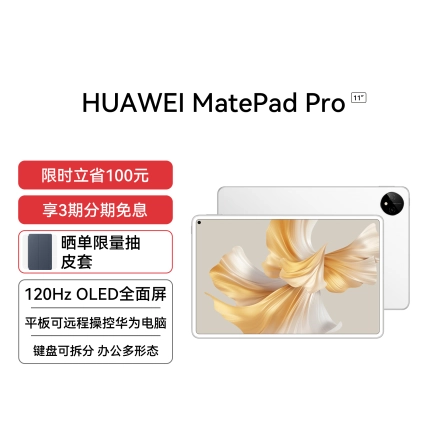 HUAWEI MatePad Pro 11"
限时立省100元
享3期分期免息
晒单限量抽
皮套
120Hz OLED全面屏
平板可远程操控华为电脑
键盘可拆分 办公多形态